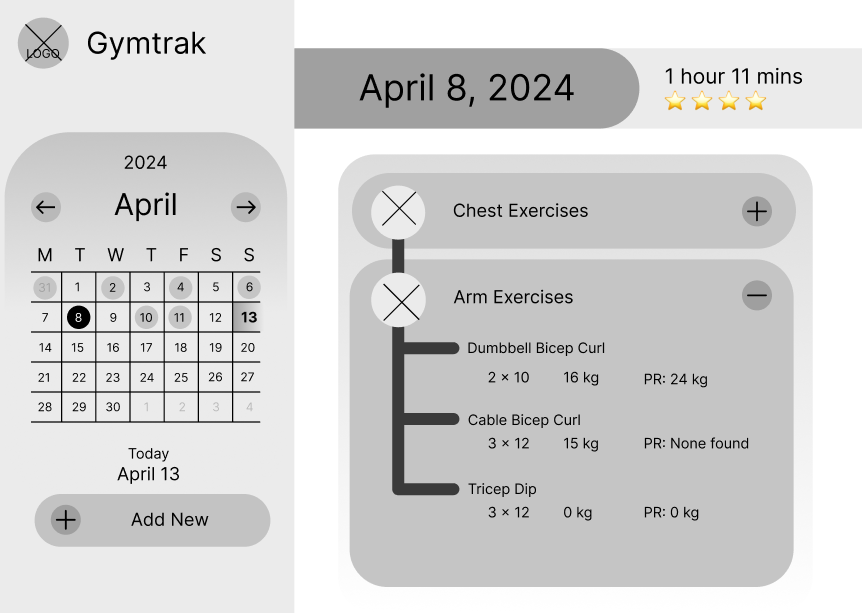 LOGO
Gymtrak
2024
April
M T W T F S S
31 1 2 3 4 5 6
7 8 9 10 11 12 13
14 15 16 17 18 19 20
21 22 23 24 25 26 27
28 29 30 1 2 3 4
Today
April 13
Add New
April 8, 2024
1 hour 11 mins
Chest Exercises
Arm Exercises
Dumbbell Bicep Curl
2 × 10 16 kg PR: 24 kg
Cable Bicep Curl
3 × 12 15 kg PR: None found
Tricep Dip
3 × 12 0 kg PR: 0 kg